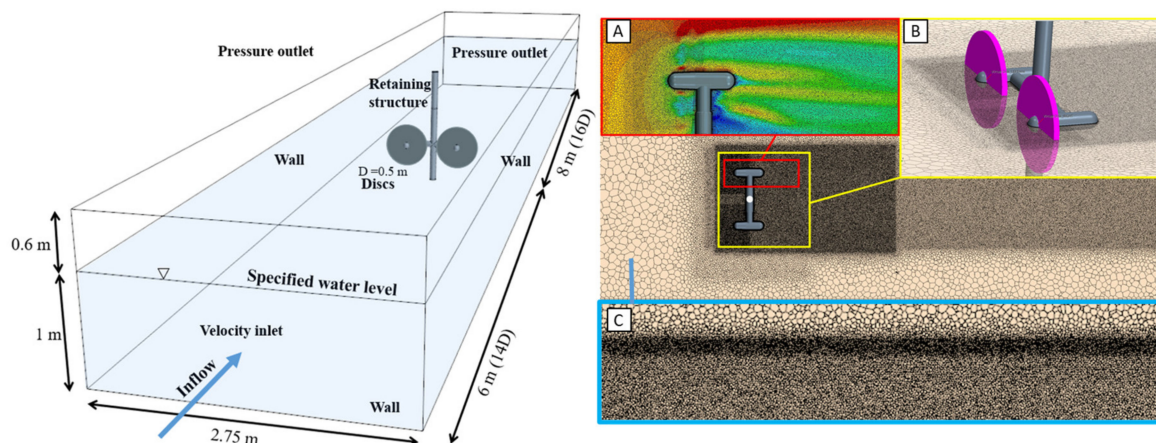 Pressure outlet
Pressure outlet
Retaining
structure
Wall
Wall
D =0.5 m
Discs
8 m (16D)
0.6 m
Specified water level
1 m
Velocity inlet
Inflow
6 m (14D)
Wall
2.75 m
A
B
C